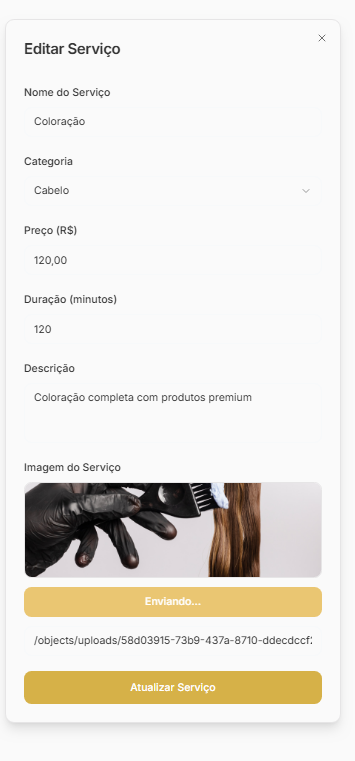 Editar Serviço
Nome do Serviço
Coloração
Categoria
Cabelo
Preço (R$)
120,00
Duração (minutos)
120
Descrição
Coloração completa com produtos premium
Imagem do Serviço
Enviando...
/objects/uploads/58d03915-73b9-437a-8710-ddecdccf2
Atualizar Serviço